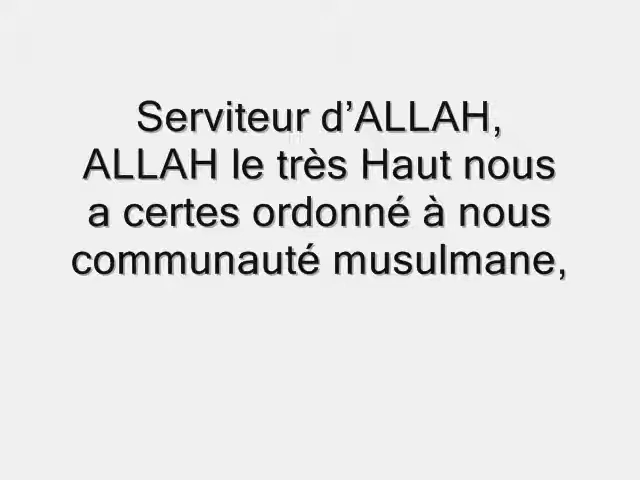 Serviteur d’ALLAH,
ALLAH le très Haut nous
a certes ordonné à nous
communauté musulmane,